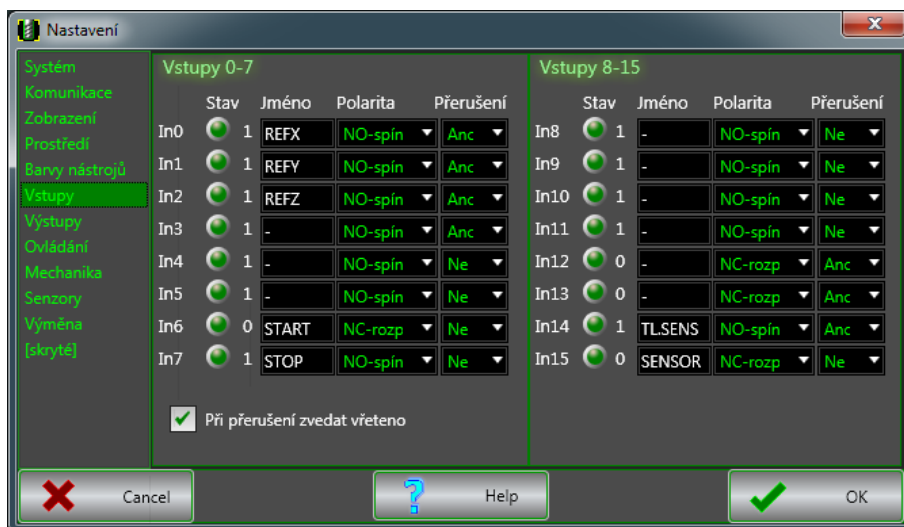 Nastavení
Systém
Komunikace
Zobrazení
Prostředí
Barvy nástrojů
Vstupy
Výstupy
Ovládání
Mechanika
Senzory
Výměna
[skryté]
Vstupy 0-7
Stav Jméno Polarita Přerušení
In0 1 REFX NO-spín Anc
In1 1 REFY NO-spín Anc
In2 1 REFZ NO-spín Anc
In3 1 - NO-spín Anc
In4 1 - NO-spín Ne
In5 1 - NO-spín Ne
In6 0 START NC-rozp Ne
In7 1 STOP NO-spín Ne
Při přerušení zvedat vřeteno
Vstupy 8-15
Stav Jméno Polarita Přerušení
In8 1 - NO-spín Ne
In9 1 - NO-spín Ne
In10 1 - NO-spín Ne
In11 1 - NO-spín Ne
In12 0 - NC-rozp Anc
In13 0 - NC-rozp Anc
In14 1 TL.SENS NO-spín Anc
In15 0 SENSOR NC-rozp Ne
Cancel
Help
OK